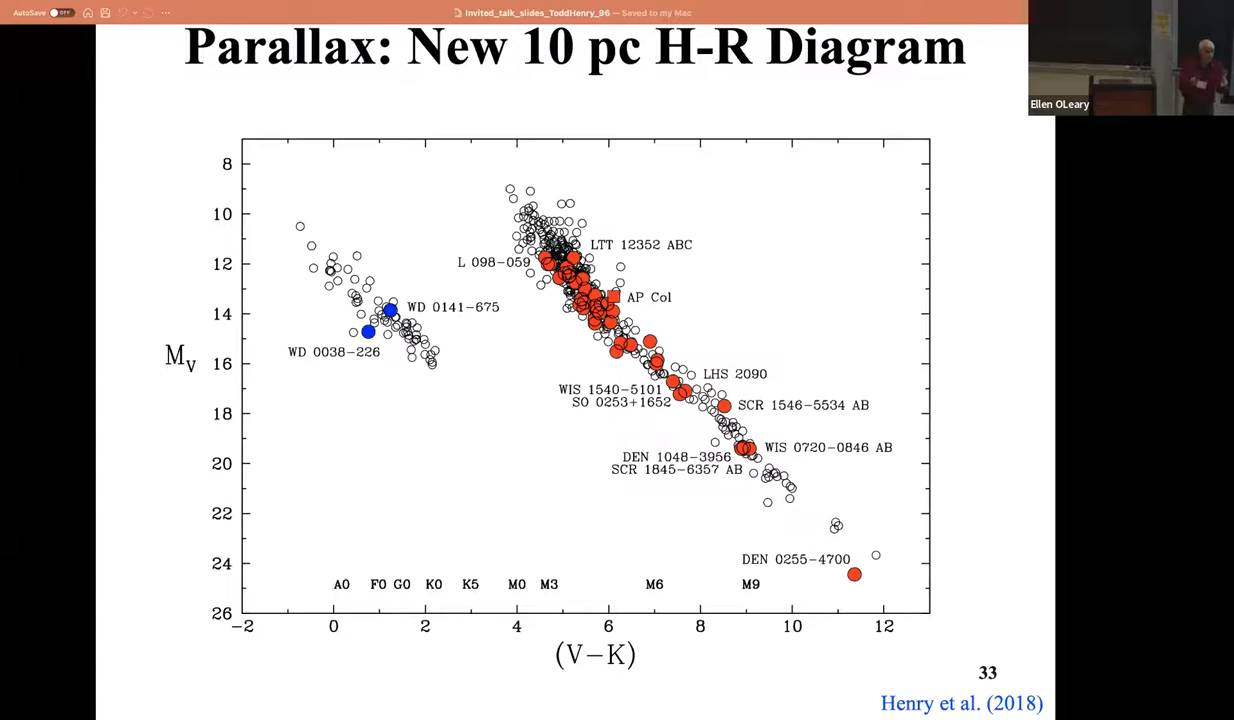 AutoSave OFF
Invited_talk_slides_ToddHenry_96 — Saved to my Mac
Parallax: New 10 pc H-R Diagram
Ellen OLeary
8
10
12
14
16
18
20
22
24
26
M_V
LTT 12352 ABC
L 098−059
AP Col
WD 0141−675
WD 0038−226
LHS 2090
WIS 1540−5101
SO 0253+1652
SCR 1546−5534 AB
WIS 0720−0846 AB
DEN 1048−3956
SCR 1845−6357 AB
DEN 0255−4700
A0 F0 G0 K0 K5 M0 M3 M6 M9
−2 0 2 4 6 8 10 12
(V−K)
33
Henry et al. (2018)